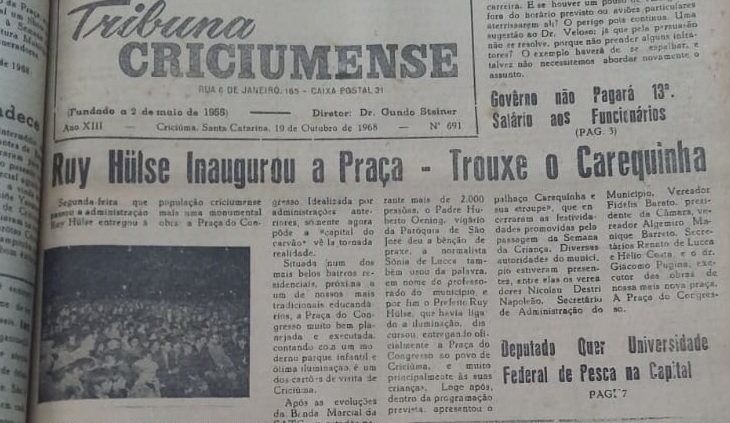 Tribuna
CRICIUMENSE
RUA 6 DE JANEIRO, 165 - CAIXA POSTAL 31
(Fundado a 2 de maio de 1955)
Diretor: Dr. Gundo Steiner
Ano XIII — Criciúma, Santa Catarina, 19 de Outubro de 1968 — Nº 691
carreira. E se houver um
fora do horário previsto ou aviões particulares
aterrissarem ali? O perigo pois continua. Uma
sugestão ao Dr. Veloso: já que pela persuasão
não se resolve, porque não prender alguns infra-
tores? O exemplo haverá de se espalhar, e
talvez não necessitemos abordar novamente o
assunto.
Govêrno não Pagará 13º.
Salário aos Funcionários
(PAG. 3)
Ruy Hülse Inaugurou a Praça - Trouxe o Carequinha
Segunda-feira que
passou a administração
Ruy Hülse entregou à
população criciumense
mais uma monumental
obra: a Praça do Con-
gresso. Idealizada por
administrações ante-
riores, sòmente agora
pôde a "capital do
carvão" vê-la tornada
realidade.
Situada num dos
mais belos bairros re-
sidenciais, próxima a
um de nossos mais
tradicionais educandá-
rios, a Praça do Con-
gresso muito bem pla-
nejada e executada,
contando com um mo-
derno parque infantil e
ótima iluminação, é um
dos cartões de visita de
Criciúma.
Após as evoluções
da Banda Marcial da
rante mais de 2.000
pessôas, o Padre Hum-
berto Oening, vigário
da Paróquia de São
José deu a bênção de
praxe, a normalista
Sônia de Lucca também
usou da palavra,
em nome do professo-
rado do município, e
por fim o Prefeito Ruy
Hülse, que havia liga-
do a iluminação, dis
cursou, entregando ofi-
cialmente a Praça do
Congresso ao povo de
Criciúma, e muito
principalmente às suas
crianças. Logo após,
dentro da programação
prevista, apresentou o
palhaço Carequinha e
sua «troupe», que en-
cerraram as festivida-
des promovidas pela
passagem da Semana
da Criança. Diversas
autoridades do municí-
pio estiveram presen-
tes, entre elas os verea
dores Nicolau Destri
Napoleão, Secretário
de Administração do
Município, Vereador
Fidelis Barato, presi-
dente da Câmara, ve-
reador Algemiro Ma-
nique Barreto, Secre-
tários Renato de Lucca
e Hélio Costa, e o dr.
Giacomo Pugina, exe-
cutor das obras de
nossa mais nova praça.
A Praça do Congres-
so.
Deputado Quer Universidade
Federal de Pesca na Capital
PAG. 7